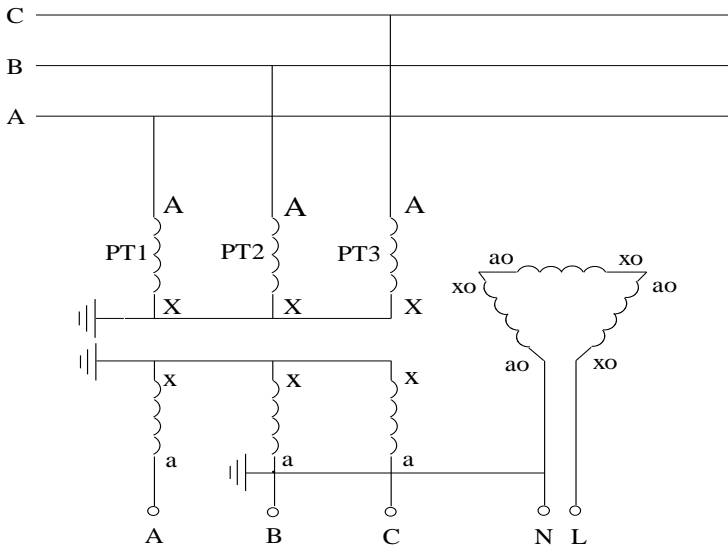 C
B
A
A A A
PT1 PT2 PT3
X X X
ao xo
xo ao
ao xo
x x x
a a a
A B C N L